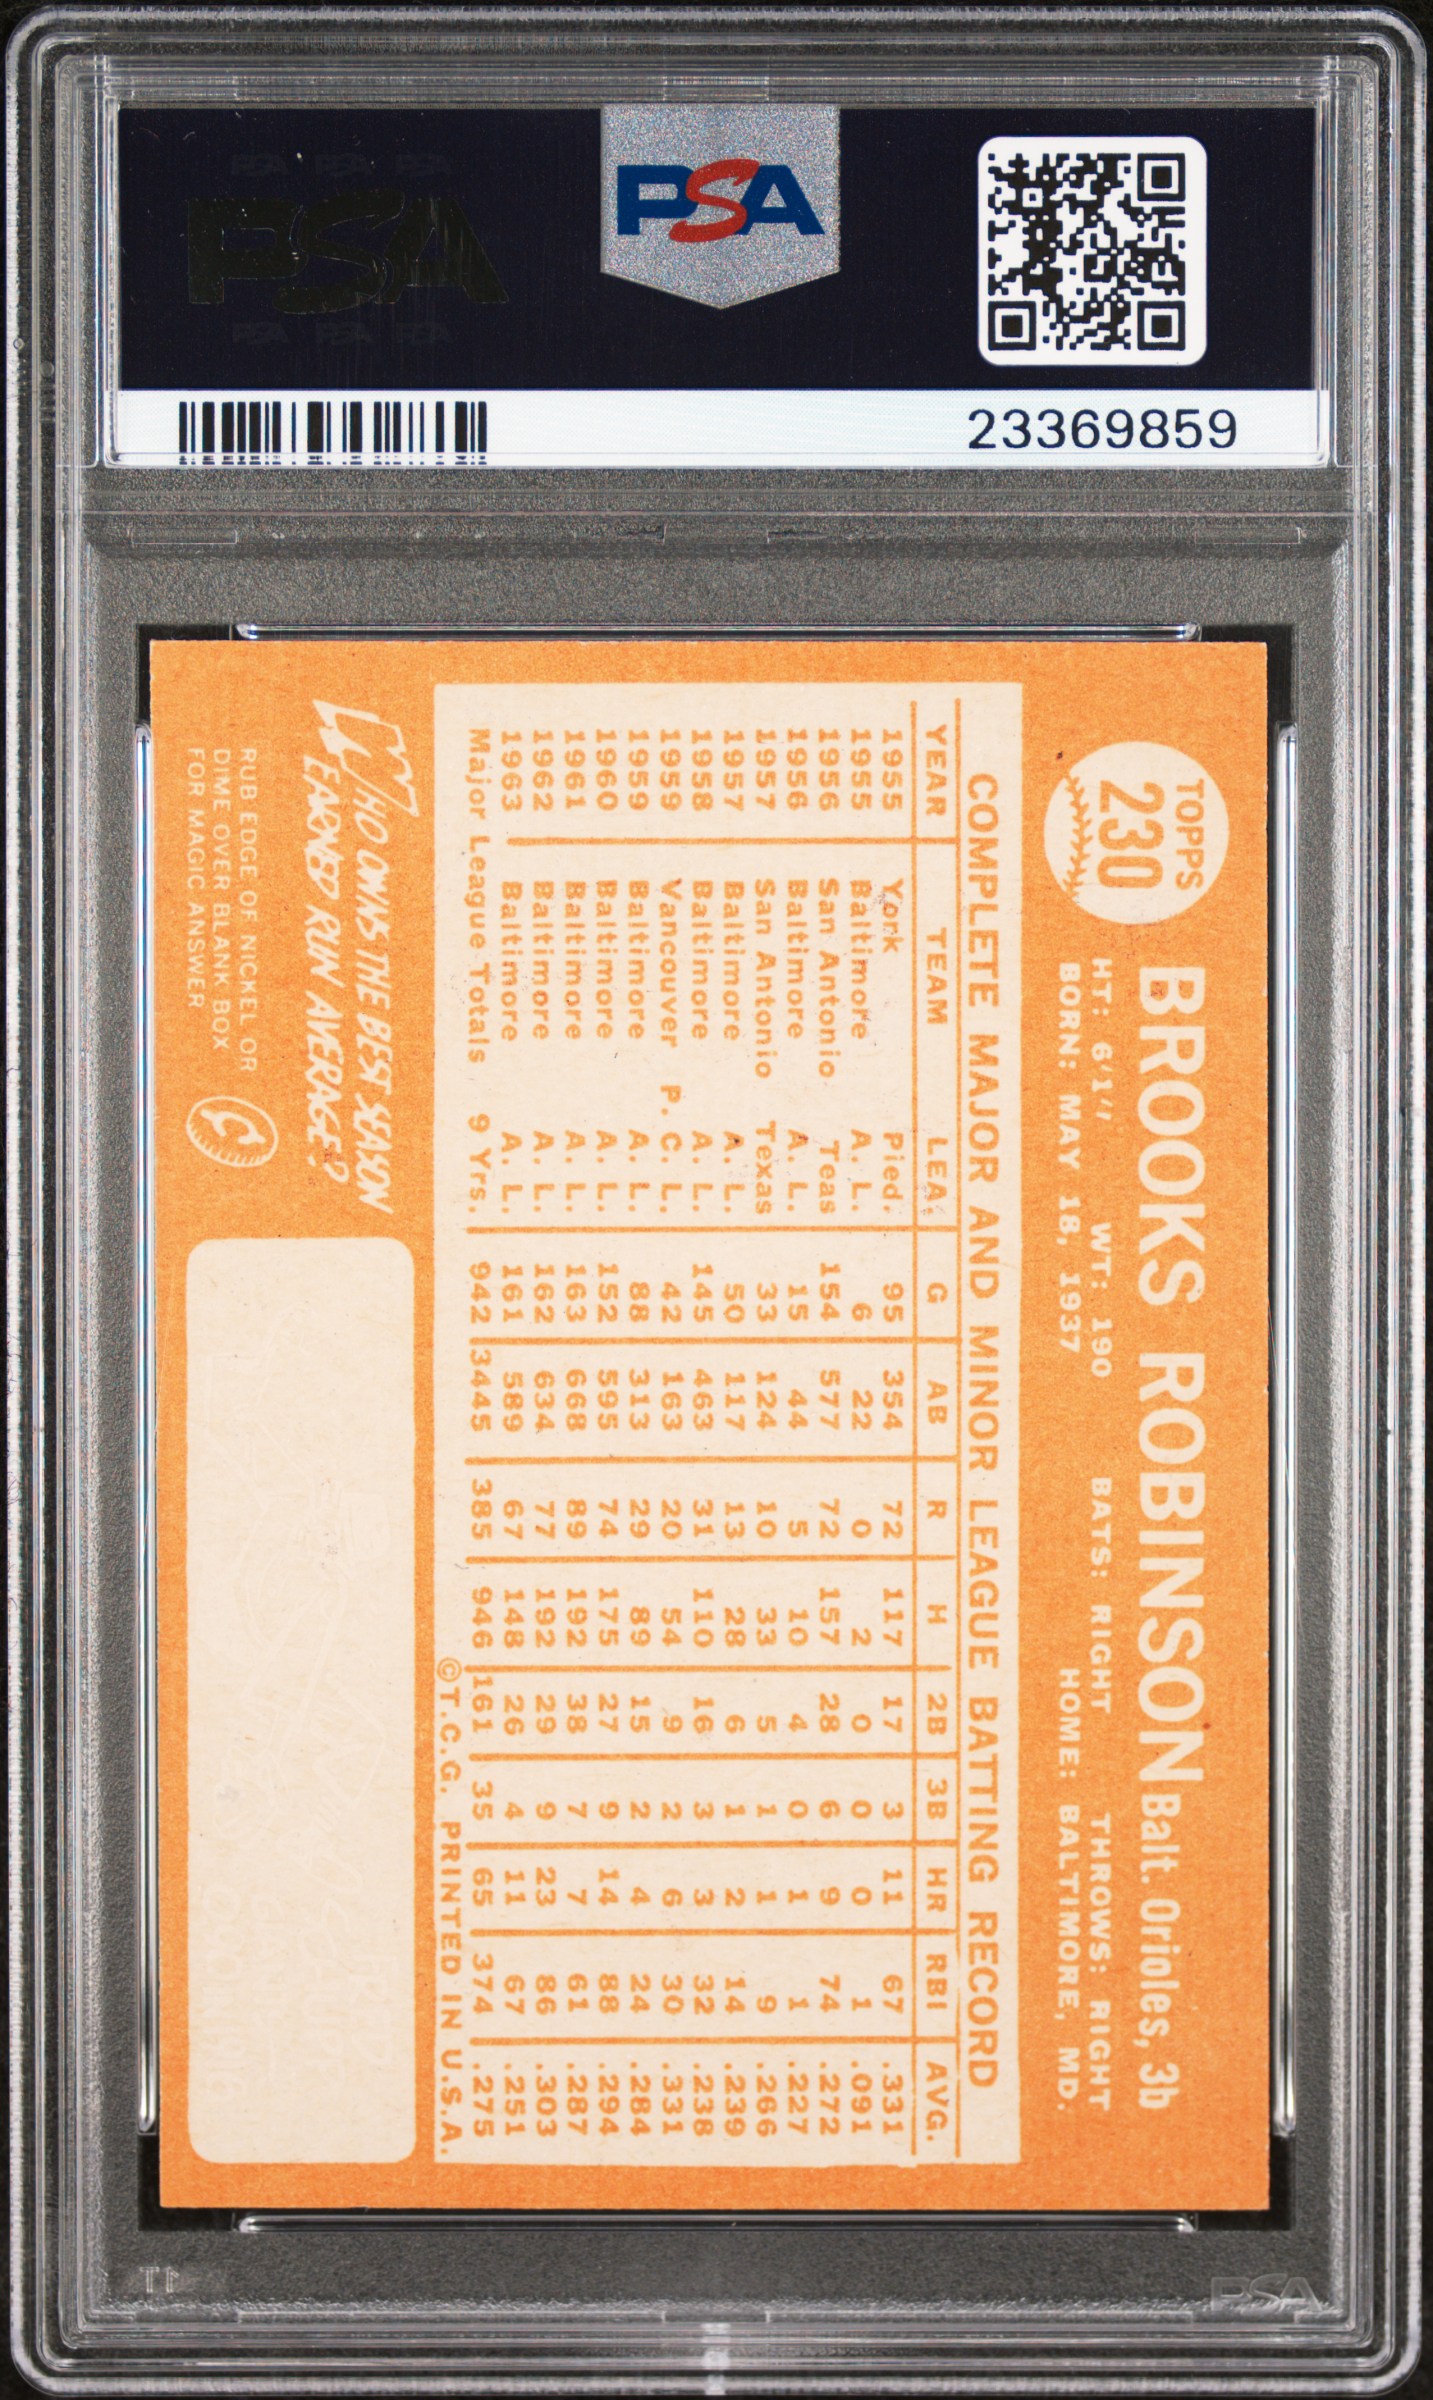 PSA
23369859
TOPPS
230
BROOKS ROBINSON Balt. Orioles, 3b
HT: 6'1" WT: 190 BATS: RIGHT THROWS: RIGHT
BORN: MAY 18, 1937 HOME: BALTIMORE, MD.
COMPLETE MAJOR AND MINOR LEAGUE BATTING RECORD
YEAR TEAM LEA. G AB R H 2B 3B HR RBI AVG.
1955 York Pied. 95 354 72 117 17 3 11 67 .331
1955 Baltimore A. L. 6 22 0 2 0 0 0 1 .091
1956 San Antonio Teas 154 577 72 157 28 6 9 74 .272
1956 Baltimore A. L. 15 44 5 10 4 0 1 1 .227
1957 San Antonio Texas 33 124 10 33 5 1 1 9 .266
1957 Baltimore A. L. 50 117 13 28 6 1 2 14 .239
1958 Baltimore A. L. 145 463 31 110 16 3 3 32 .238
1959 Vancouver P. C. L. 42 163 20 54 9 2 6 30 .331
1959 Baltimore A. L. 88 313 29 89 15 2 4 24 .284
1960 Baltimore A. L. 152 595 74 175 27 9 14 88 .294
1961 Baltimore A. L. 163 668 89 192 38 7 7 61 .287
1962 Baltimore A. L. 162 634 77 192 29 9 23 86 .303
1963 Baltimore A. L. 161 589 67 148 26 4 11 67 .251
Major League Totals 9 Yrs. 942 3445 385 946 161 35 65 374 .275
©T.C.G. PRINTED IN U.S.A.
WHO OWNS THE BEST SEASON
EARNED RUN AVERAGE?
RUB EDGE OF NICKEL OR
DIME OVER BLANK BOX
FOR MAGIC ANSWER
PSA